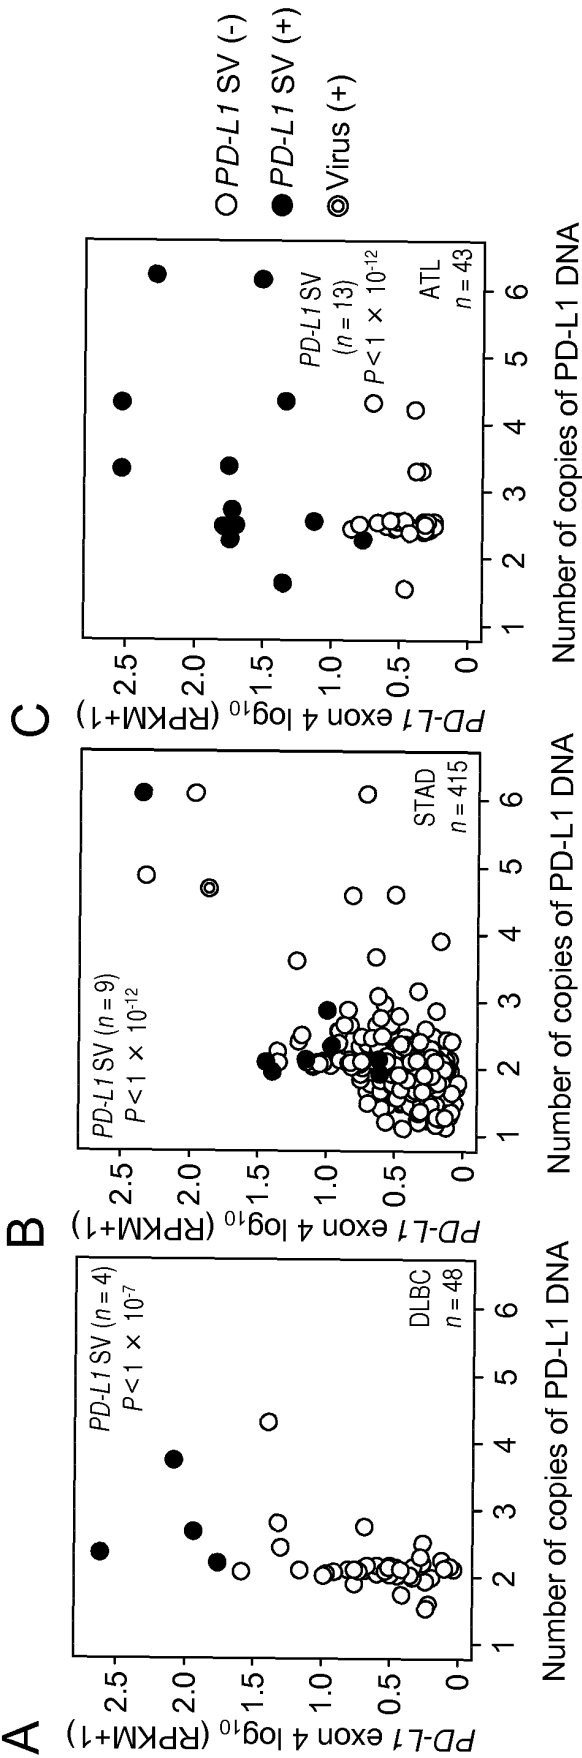 A
PD-L1 exon 4 log10 (RPKM+1)
2.5
2.0
1.5
1.0
0.5
0
PD-L1 SV (n = 4)
P<1 × 10-7
DLBC
n = 48
1 2 3 4 5 6
Number of copies of PD-L1 DNA
B
PD-L1 exon 4 log10 (RPKM+1)
2.5
2.0
1.5
1.0
0.5
0
PD-L1 SV (n = 9)
P<1 × 10-12
STAD
n = 415
1 2 3 4 5 6
Number of copies of PD-L1 DNA
C
PD-L1 exon 4 log10 (RPKM+1)
2.5
2.0
1.5
1.0
0.5
0
PD-L1 SV
(n = 13)
P<1 × 10-12
ATL
n = 43
1 2 3 4 5 6
Number of copies of PD-L1 DNA
PD-L1 SV (-)
PD-L1 SV (+)
Virus (+)